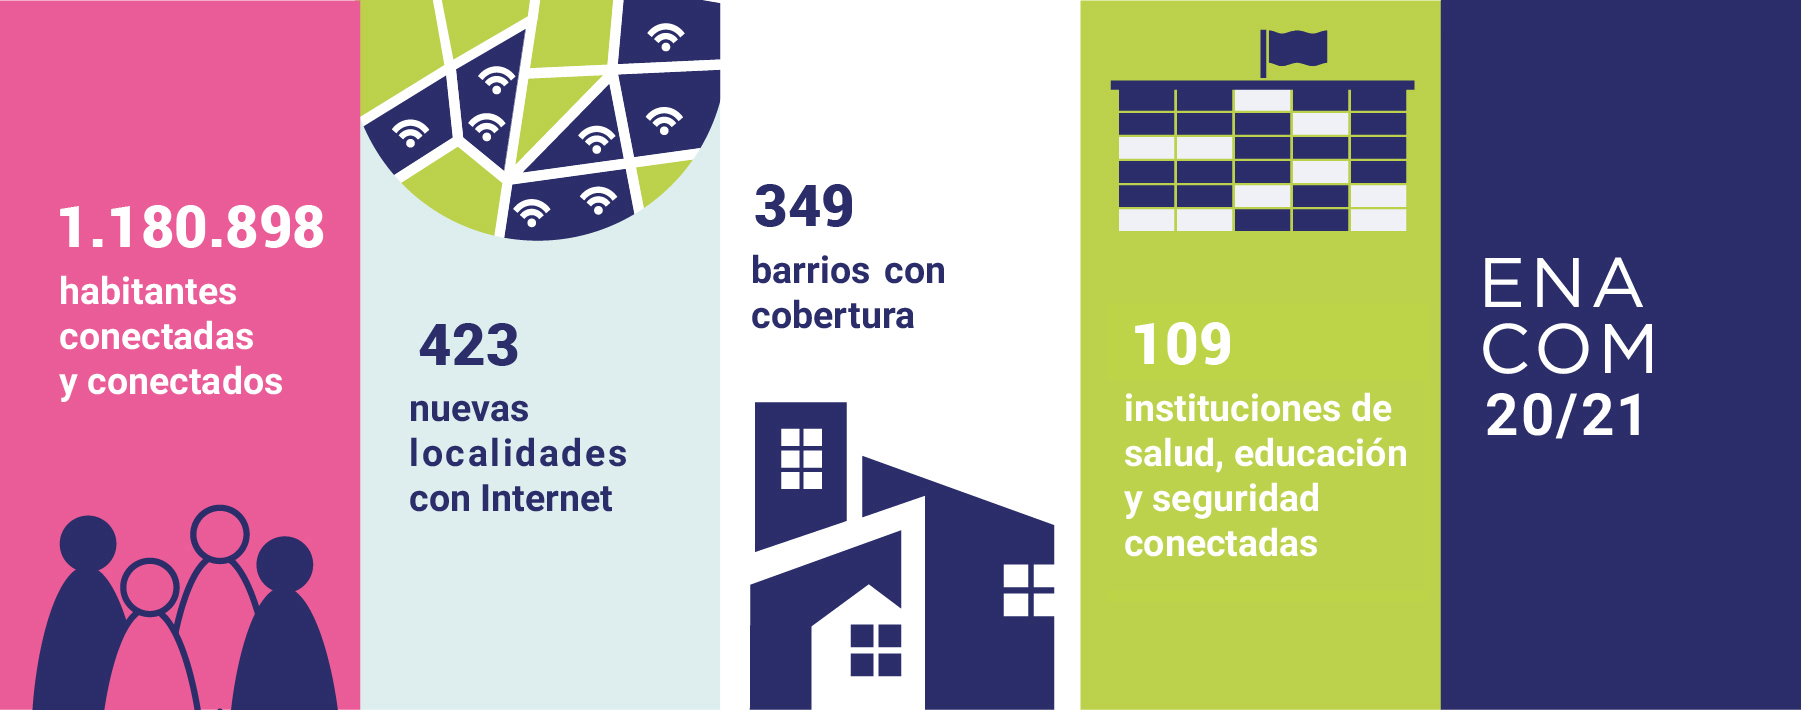 1.180.898
habitantes
conectadas
y conectados
423
nuevas
localidades
con Internet
349
barrios con
cobertura
109
instituciones de
salud, educación
y seguridad
conectadas
ENA
COM
20/21